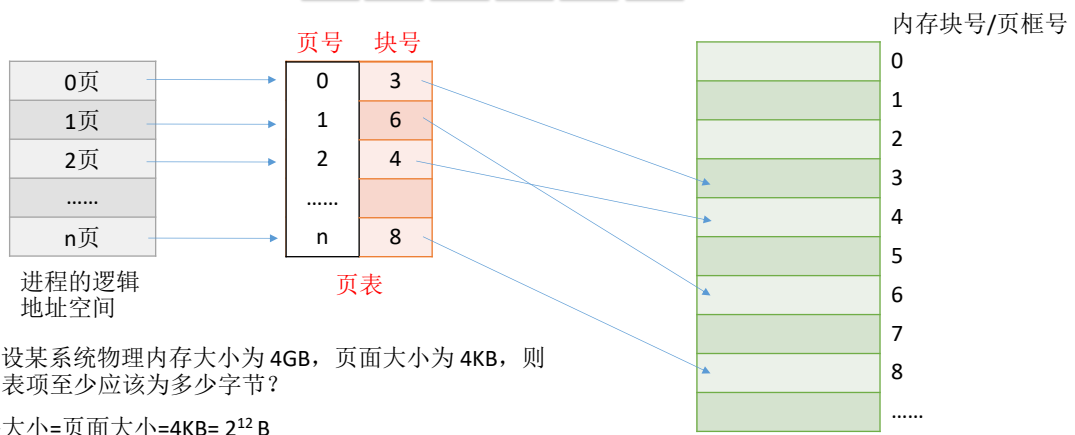 内存块号/页框号
页号 块号
0页 0 3
1页 1 6
2页 2 4
…… ……
n页 n 8
进程的逻辑
地址空间
页表
0
1
2
3
4
5
6
7
8
……
设某系统物理内存大小为 4GB，页面大小为 4KB，则
表项至少应该为多少字节？
大小=页面大小=4KB= 2¹² B